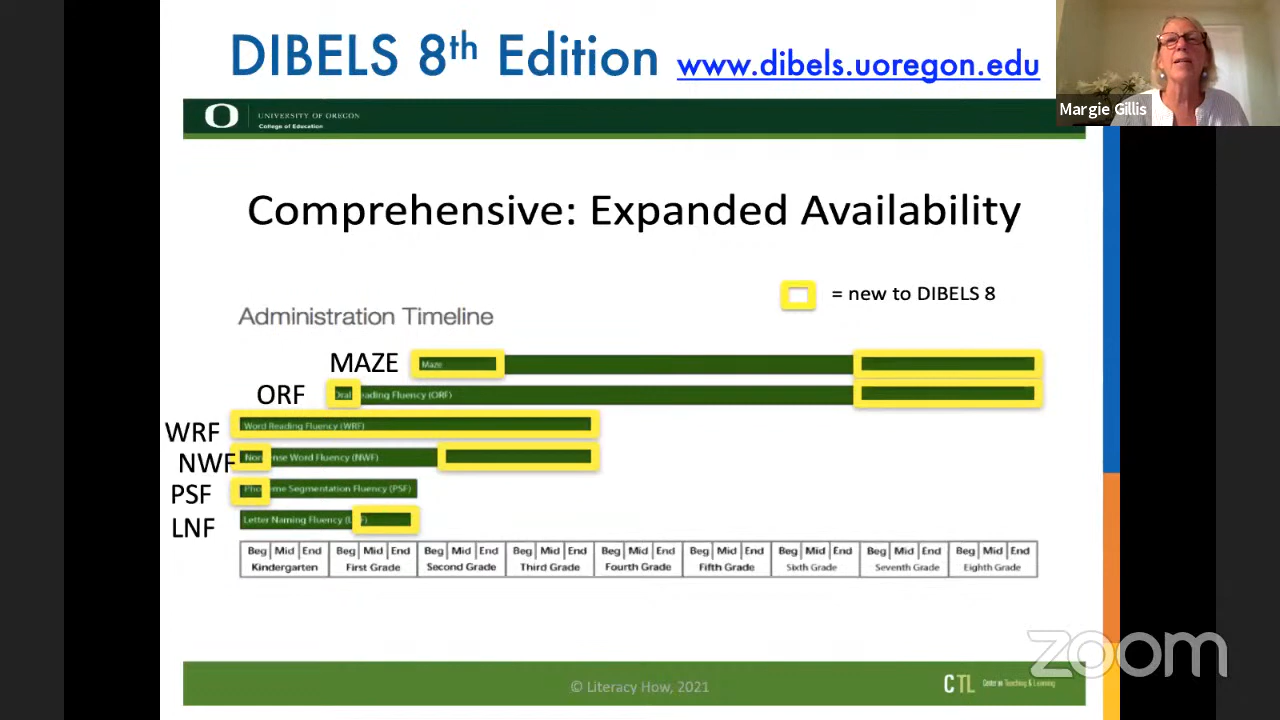 DIBELS 8th Edition www.dibels.uoregon.edu
Margie Gillis
UNIVERSITY OF OREGON
College of Education
Comprehensive: Expanded Availability
= new to DIBELS 8
Administration Timeline
MAZE Maze
ORF Oral Reading Fluency (ORF)
WRF Word Reading Fluency (WRF)
NWF Nonsense Word Fluency (NWF)
PSF Phoneme Segmentation Fluency (PSF)
LNF Letter Naming Fluency (LNF)
Beg Mid End Beg Mid End Beg Mid End Beg Mid End Beg Mid End Beg Mid End Beg Mid End Beg Mid End Beg Mid End
Kindergarten First Grade Second Grade Third Grade Fourth Grade Fifth Grade Sixth Grade Seventh Grade Eighth Grade
zoom
© Literacy How, 2021
CTL Center on Teaching & Learning